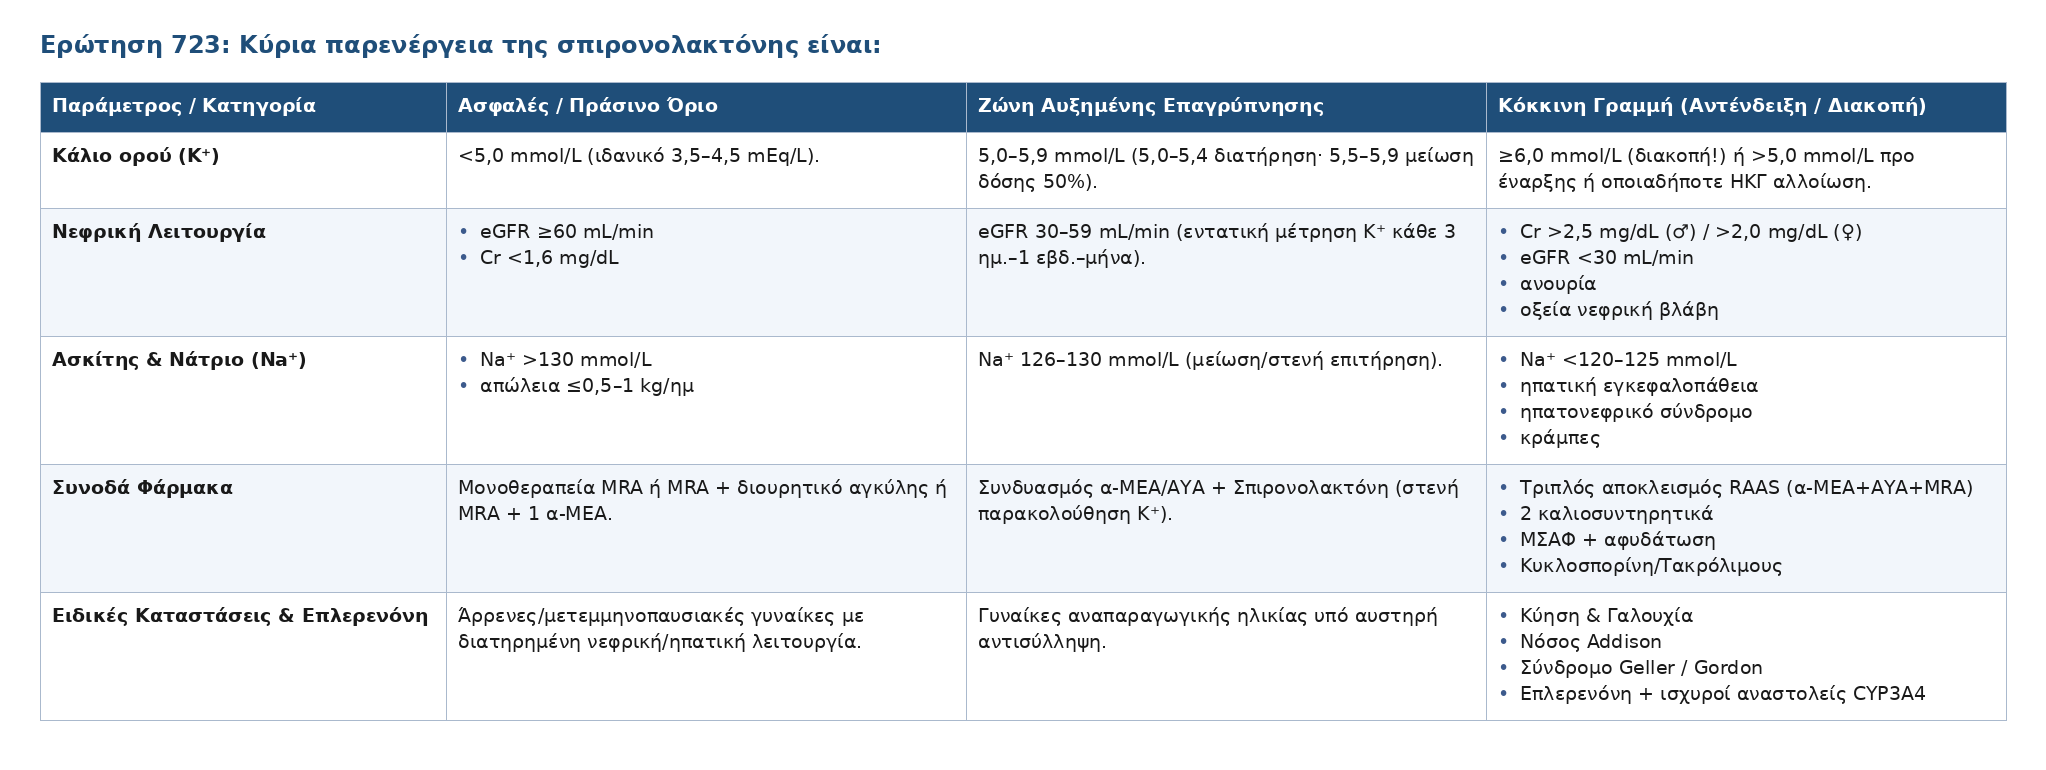 Ερώτηση 723: Κύρια παρενέργεια της σπιρονολακτόνης είναι:
Παράμετρος / Κατηγορία
Ασφαλές / Πράσινο Όριο
Ζώνη Αυξημένης Επαγρύπνησης
Κόκκινη Γραμμή (Αντένδειξη / Διακοπή)
Κάλιο ορού (K⁺)
<5,0 mmol/L (ιδανικό 3,5–4,5 mEq/L).
5,0–5,9 mmol/L (5,0–5,4 διατήρηση· 5,5–5,9 μείωση
δόσης 50%).
≥6,0 mmol/L (διακοπή!) ή >5,0 mmol/L προ
έναρξης ή οποιαδήποτε ΗΚΓ αλλοίωση.
Νεφρική Λειτουργία
• eGFR ≥60 mL/min
• Cr <1,6 mg/dL
eGFR 30–59 mL/min (εντατική μέτρηση K⁺ κάθε 3
ημ.–1 εβδ.–μήνα).
• Cr >2,5 mg/dL (♂) / >2,0 mg/dL (♀)
• eGFR <30 mL/min
• ανουρία
• οξεία νεφρική βλάβη
Ασκίτης & Νάτριο (Na⁺)
• Na⁺ >130 mmol/L
• απώλεια ≤0,5–1 kg/ημ
Na⁺ 126–130 mmol/L (μείωση/στενή επιτήρηση).
• Na⁺ <120–125 mmol/L
• ηπατική εγκεφαλοπάθεια
• ηπατονεφρικό σύνδρομο
• κράμπες
Συνοδά Φάρμακα
Μονοθεραπεία MRA ή MRA + διουρητικό αγκύλης ή
MRA + 1 α-ΜΕΑ.
Συνδυασμός α-ΜΕΑ/ΑΥΑ + Σπιρονολακτόνη (στενή
παρακολούθηση K⁺).
• Τριπλός αποκλεισμός RAAS (α-ΜΕΑ+ΑΥΑ+MRA)
• 2 καλιοσυντηρητικά
• ΜΣΑΦ + αφυδάτωση
• Κυκλοσπορίνη/Τακρόλιμους
Ειδικές Καταστάσεις & Επλερενόνη
Άρρενες/μετεμμηνοπαυσιακές γυναίκες με
διατηρημένη νεφρική/ηπατική λειτουργία.
Γυναίκες αναπαραγωγικής ηλικίας υπό αυστηρή
αντισύλληψη.
• Κύηση & Γαλουχία
• Νόσος Addison
• Σύνδρομο Geller / Gordon
• Επλερενόνη + ισχυροί αναστολείς CYP3A4